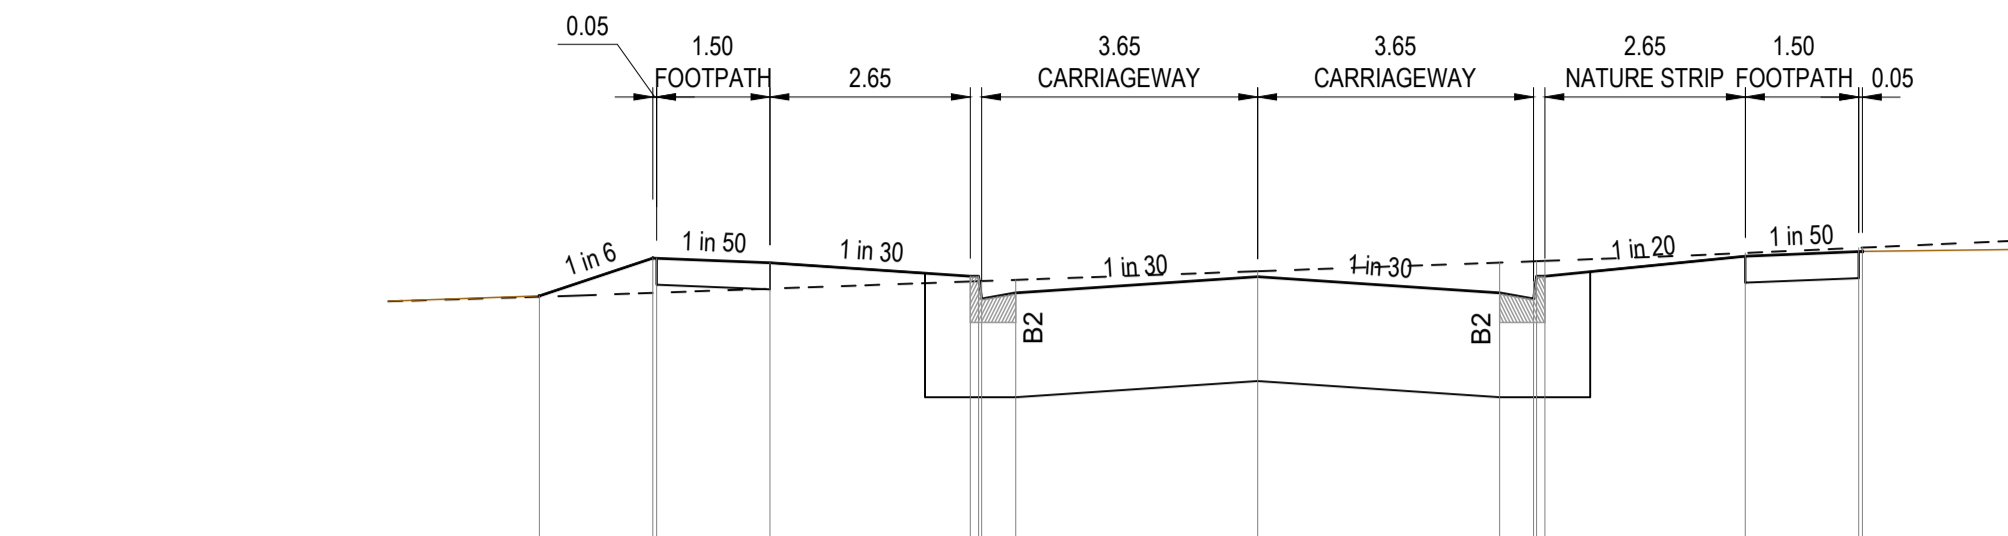 0.05
1.50
FOOTPATH
2.65
3.65
CARRIAGEWAY
3.65
CARRIAGEWAY
2.65
NATURE STRIP
1.50
FOOTPATH
0.05
1 in 6
1 in 50
1 in 30
1 in 30
1 in 30
1 in 20
1 in 50
B2
B2